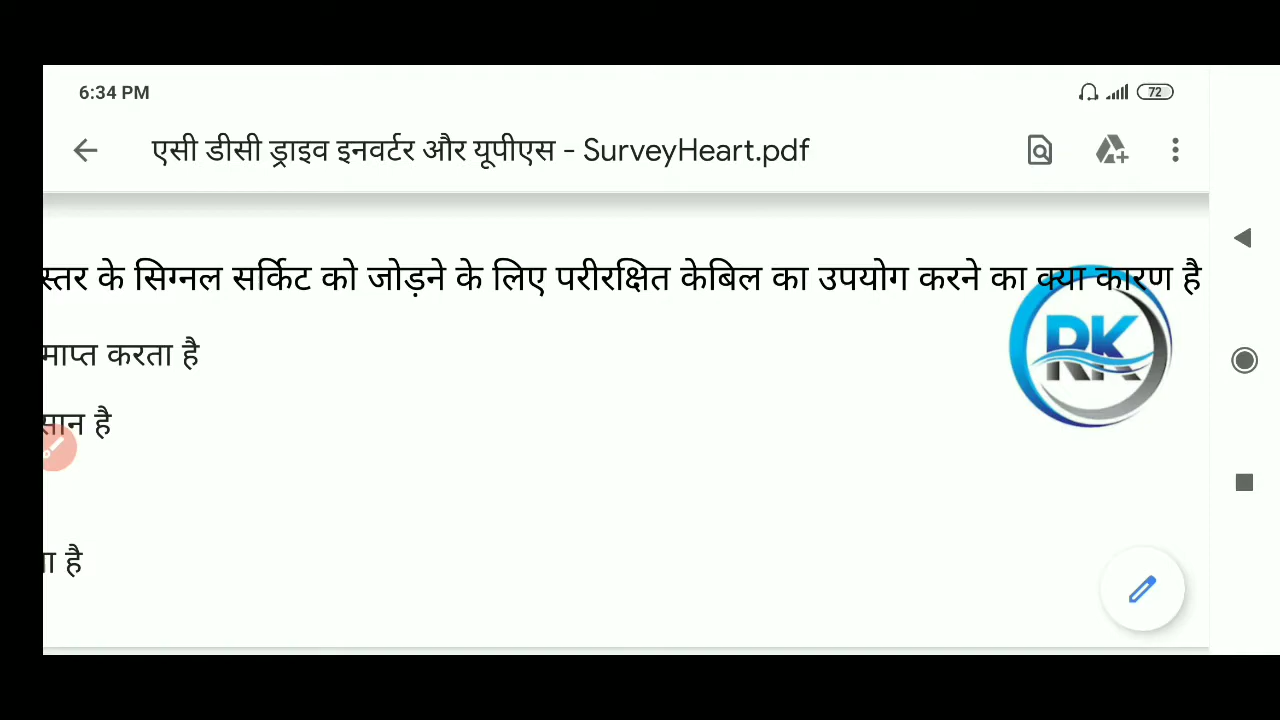 6:34 PM
72
एसी डीसी ड्राइव इनवर्टर और यूपीएस - SurveyHeart.pdf
स्तर के सिग्नल सर्किट को जोड़ने के लिए परीरक्षित केबिल का उपयोग करने का क्या कारण है
RK
माप्त करता है
सान है
ा है